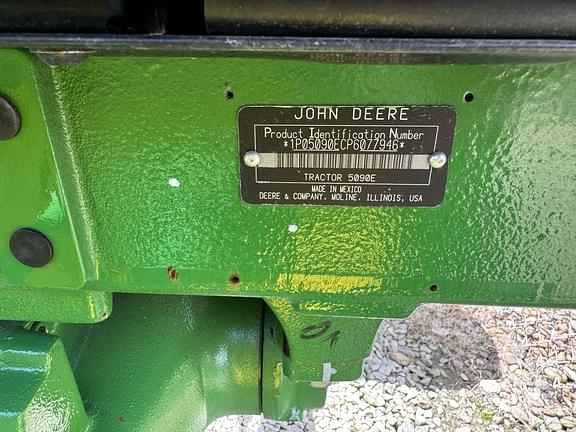 JOHN DEERE
Product Identification Number
*1P05090ECP6077946*
TRACTOR 5090E
MADE IN MEXICO
DEERE & COMPANY, MOLINE, ILLINOIS, USA